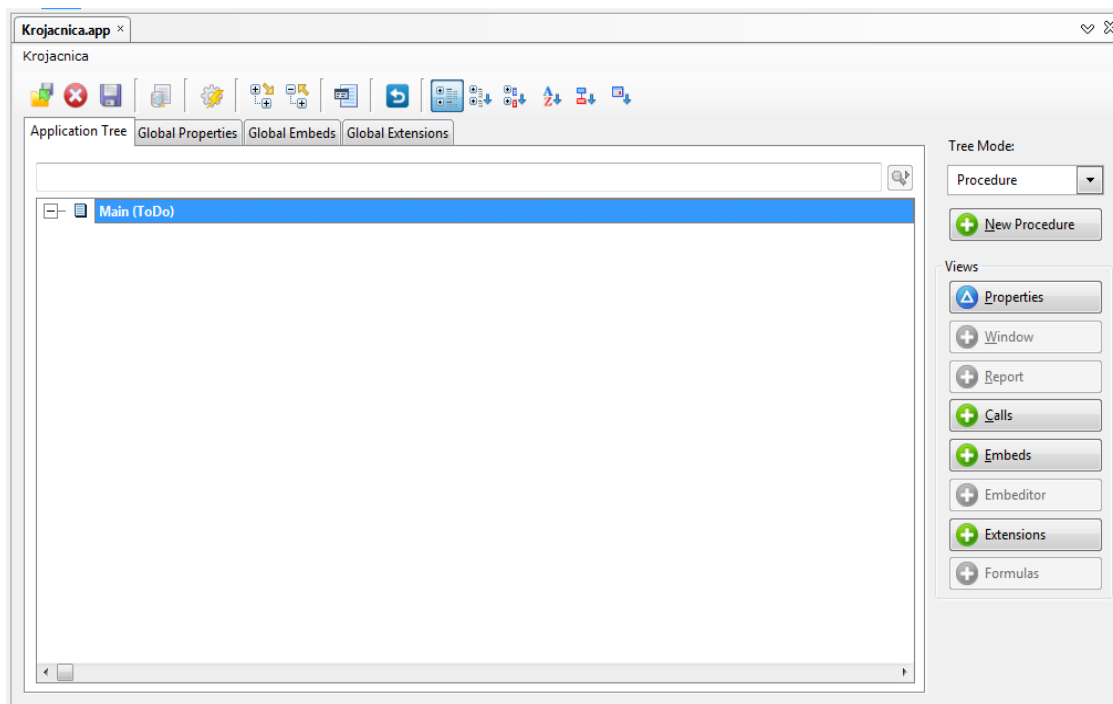 Krojacnica.app
Krojacnica
Application Tree Global Properties Global Embeds Global Extensions
Main (ToDo)
Tree Mode:
Procedure
New Procedure
Views
Properties
Window
Report
Calls
Embeds
Embeditor
Extensions
Formulas